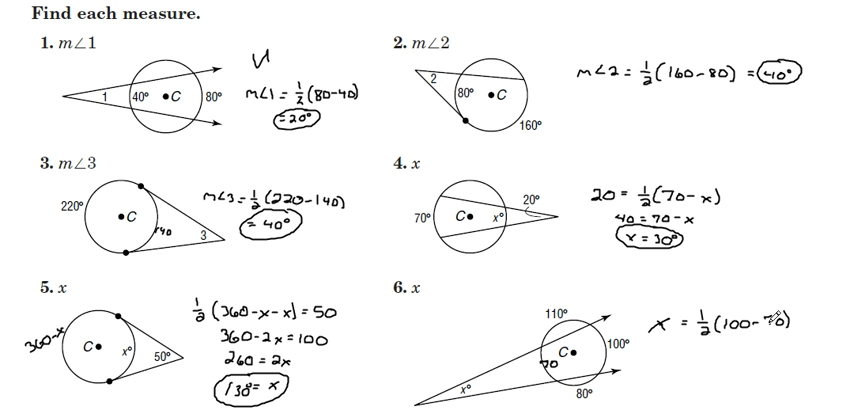 Find each measure.
1. m∠1
1
40°
C
80°
m∠1 = 1/2 (80-40)
= 20°
2. m∠2
2
80°
C
160°
m∠2 = 1/2 (160-80) = 40°
3. m∠3
220°
C
140
3
m∠3 = 1/2 (220-140)
= 40°
4. x
70°
C
x°
20°
20 = 1/2 (70-x)
40 = 70-x
x = 30°
5. x
360-x
C
x°
50°
1/2 (360-x-x) = 50
360-2x = 100
260 = 2x
130° = x
6. x
110°
C
100°
70
x°
80°
x = 1/2 (100-70)